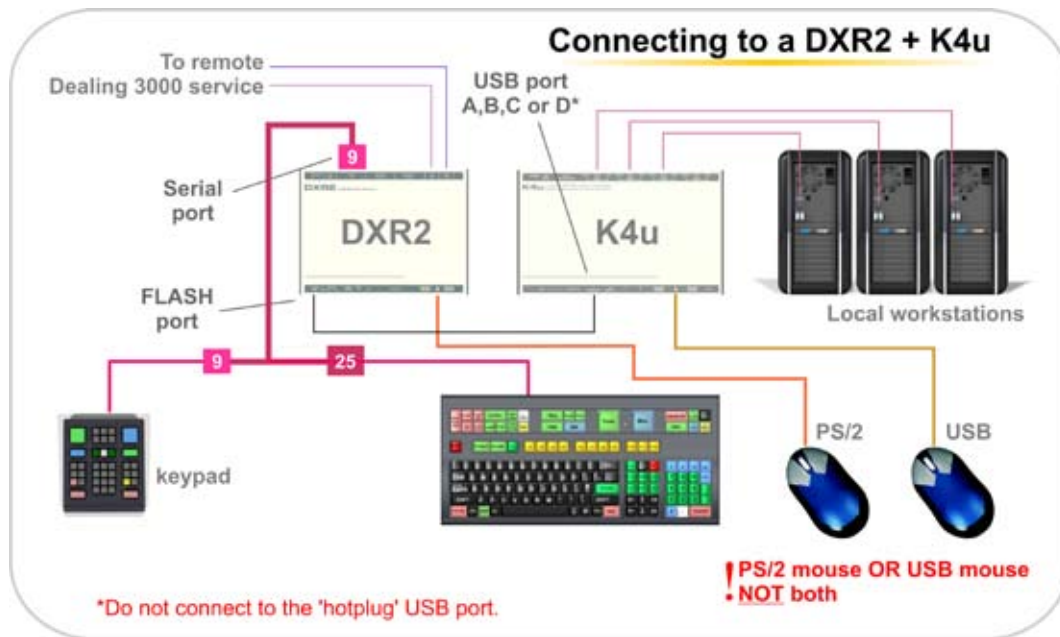 Connecting to a DXR2 + K4u
To remote
Dealing 3000 service
USB port
A,B,C or D*
9
Serial
port
DXR2
K4u
FLASH
port
Local workstations
9
25
keypad
PS/2
USB
! PS/2 mouse OR USB mouse
NOT both
*Do not connect to the 'hotplug' USB port.